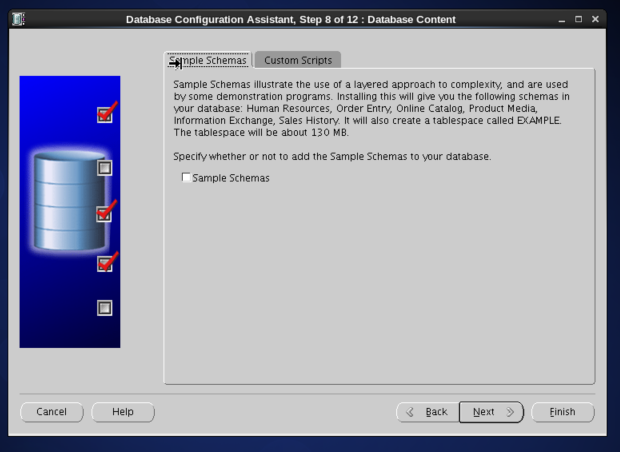 Database Configuration Assistant, Step 8 of 12 : Database Content
Sample Schemas Custom Scripts
Sample Schemas illustrate the use of a layered approach to complexity, and are used
by some demonstration programs. Installing this will give you the following schemas in
your database: Human Resources, Order Entry, Online Catalog, Product Media,
Information Exchange, Sales History. It will also create a tablespace called EXAMPLE.
The tablespace will be about 130 MB.
Specify whether or not to add the Sample Schemas to your database.
Sample Schemas
Cancel Help Back Next Finish